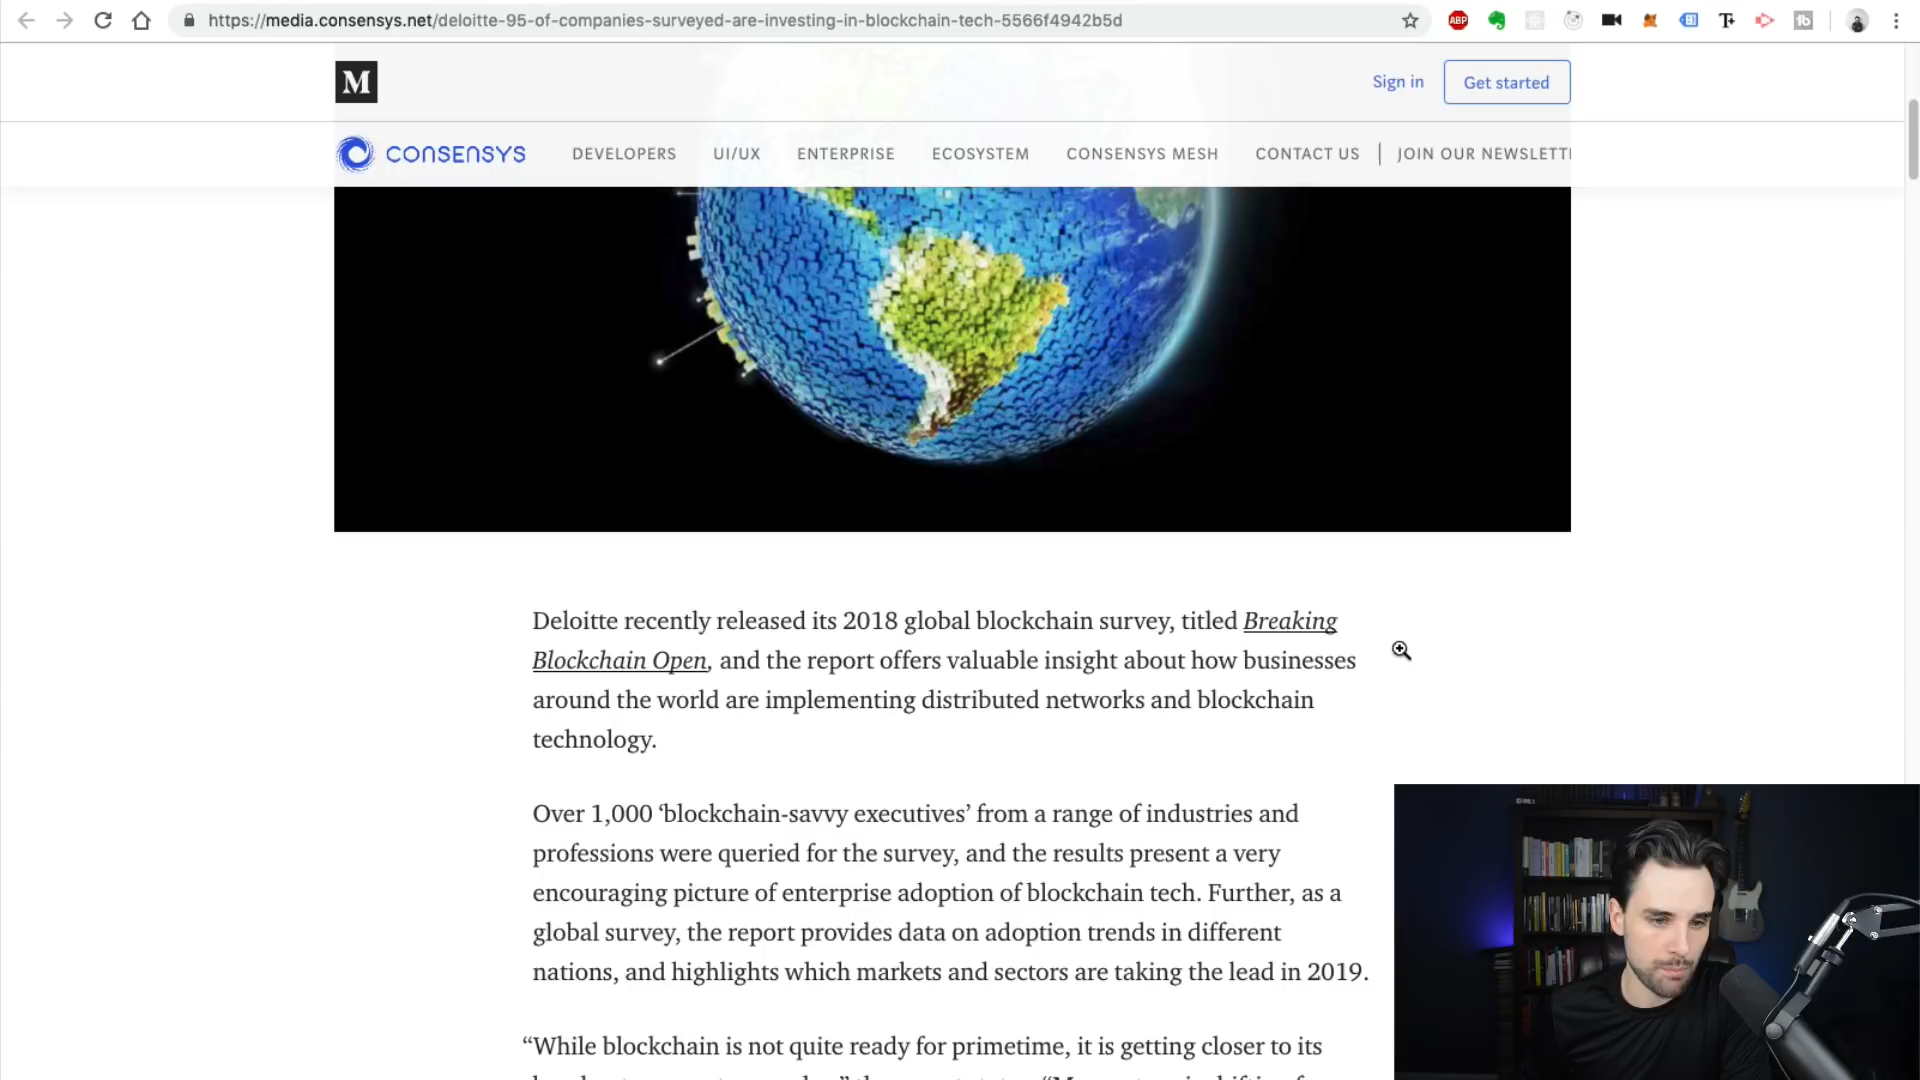 https://media.consensys.net/deloitte-95-of-companies-surveyed-are-investing-in-blockchain-tech-5566f4942b5d
ABP
M
Sign in
Get started
CONSENSYS
DEVELOPERS
UI/UX
ENTERPRISE
ECOSYSTEM
CONSENSYS MESH
CONTACT US
JOIN OUR NEWSLETT
Deloitte recently released its 2018 global blockchain survey, titled Breaking
Blockchain Open, and the report offers valuable insight about how businesses
around the world are implementing distributed networks and blockchain
technology.
Over 1,000 ‘blockchain-savvy executives’ from a range of industries and
professions were queried for the survey, and the results present a very
encouraging picture of enterprise adoption of blockchain tech. Further, as a
global survey, the report provides data on adoption trends in different
nations, and highlights which markets and sectors are taking the lead in 2019.
“While blockchain is not quite ready for primetime, it is getting closer to its